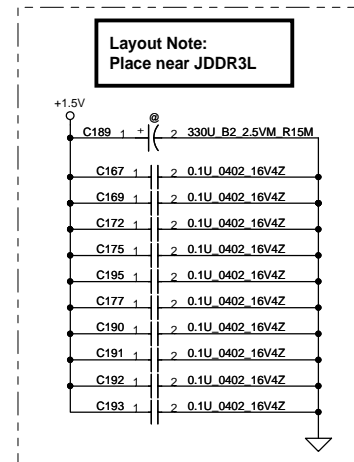 Layout Note:
Place near JDDR3L
+1.5V
@
C189 1 + 2 330U_B2_2.5VM_R15M
C167 1 2 0.1U_0402_16V4Z
C169 1 2 0.1U_0402_16V4Z
C172 1 2 0.1U_0402_16V4Z
C175 1 2 0.1U_0402_16V4Z
C195 1 2 0.1U_0402_16V4Z
C177 1 2 0.1U_0402_16V4Z
C190 1 2 0.1U_0402_16V4Z
C191 1 2 0.1U_0402_16V4Z
C192 1 2 0.1U_0402_16V4Z
C193 1 2 0.1U_0402_16V4Z